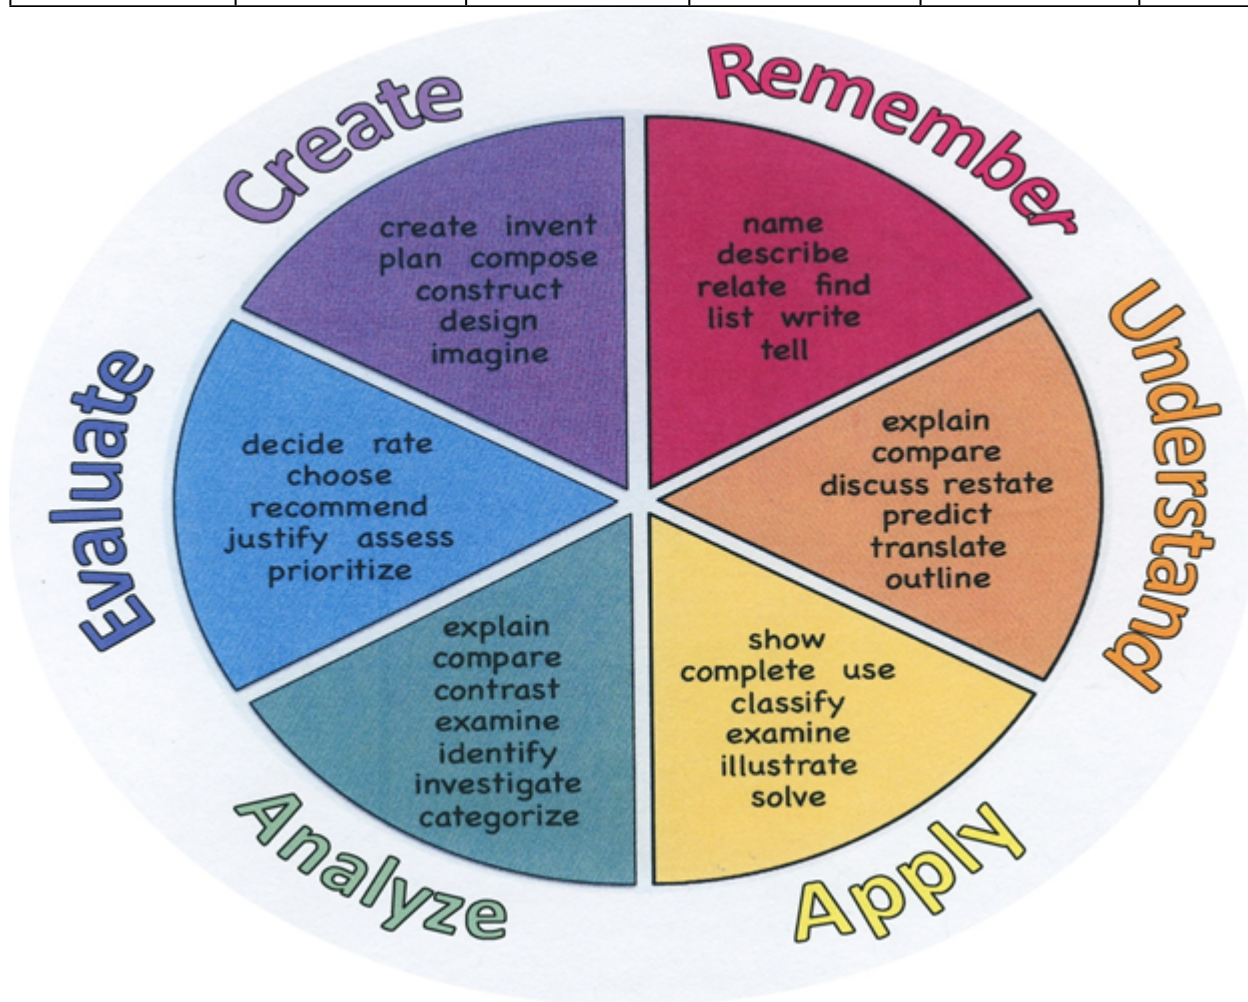 Remember
name
describe
relate find
list write
tell
Understand
explain
compare
discuss restate
predict
translate
outline
Apply
show
complete use
classify
examine
illustrate
solve
Analyze
explain
compare
contrast
examine
identify
investigate
categorize
Evaluate
decide rate
choose
recommend
justify assess
prioritize
Create
create invent
plan compose
construct
design
imagine